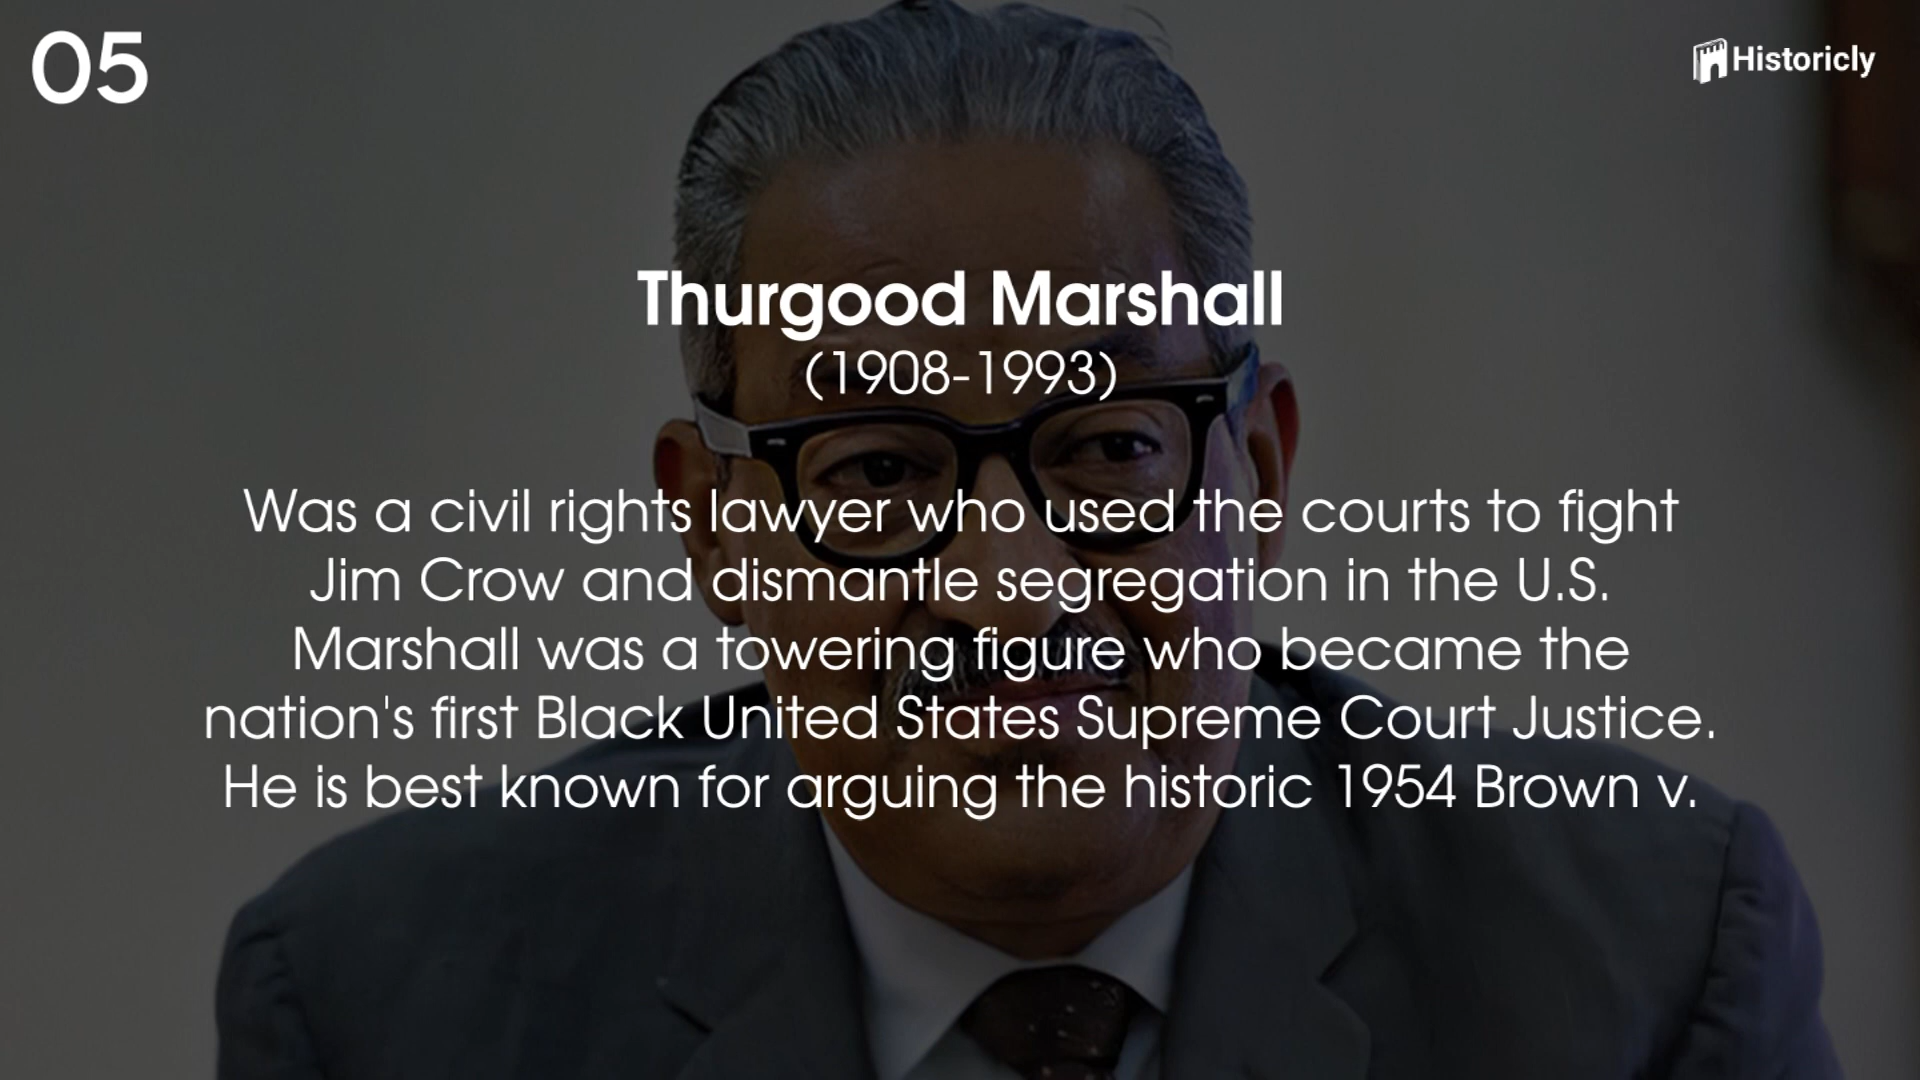 05
Historicly
Thurgood Marshall
(1908-1993)
Was a civil rights lawyer who used the courts to fight
Jim Crow and dismantle segregation in the U.S.
Marshall was a towering figure who became the
nation's first Black United States Supreme Court Justice.
He is best known for arguing the historic 1954 Brown v.